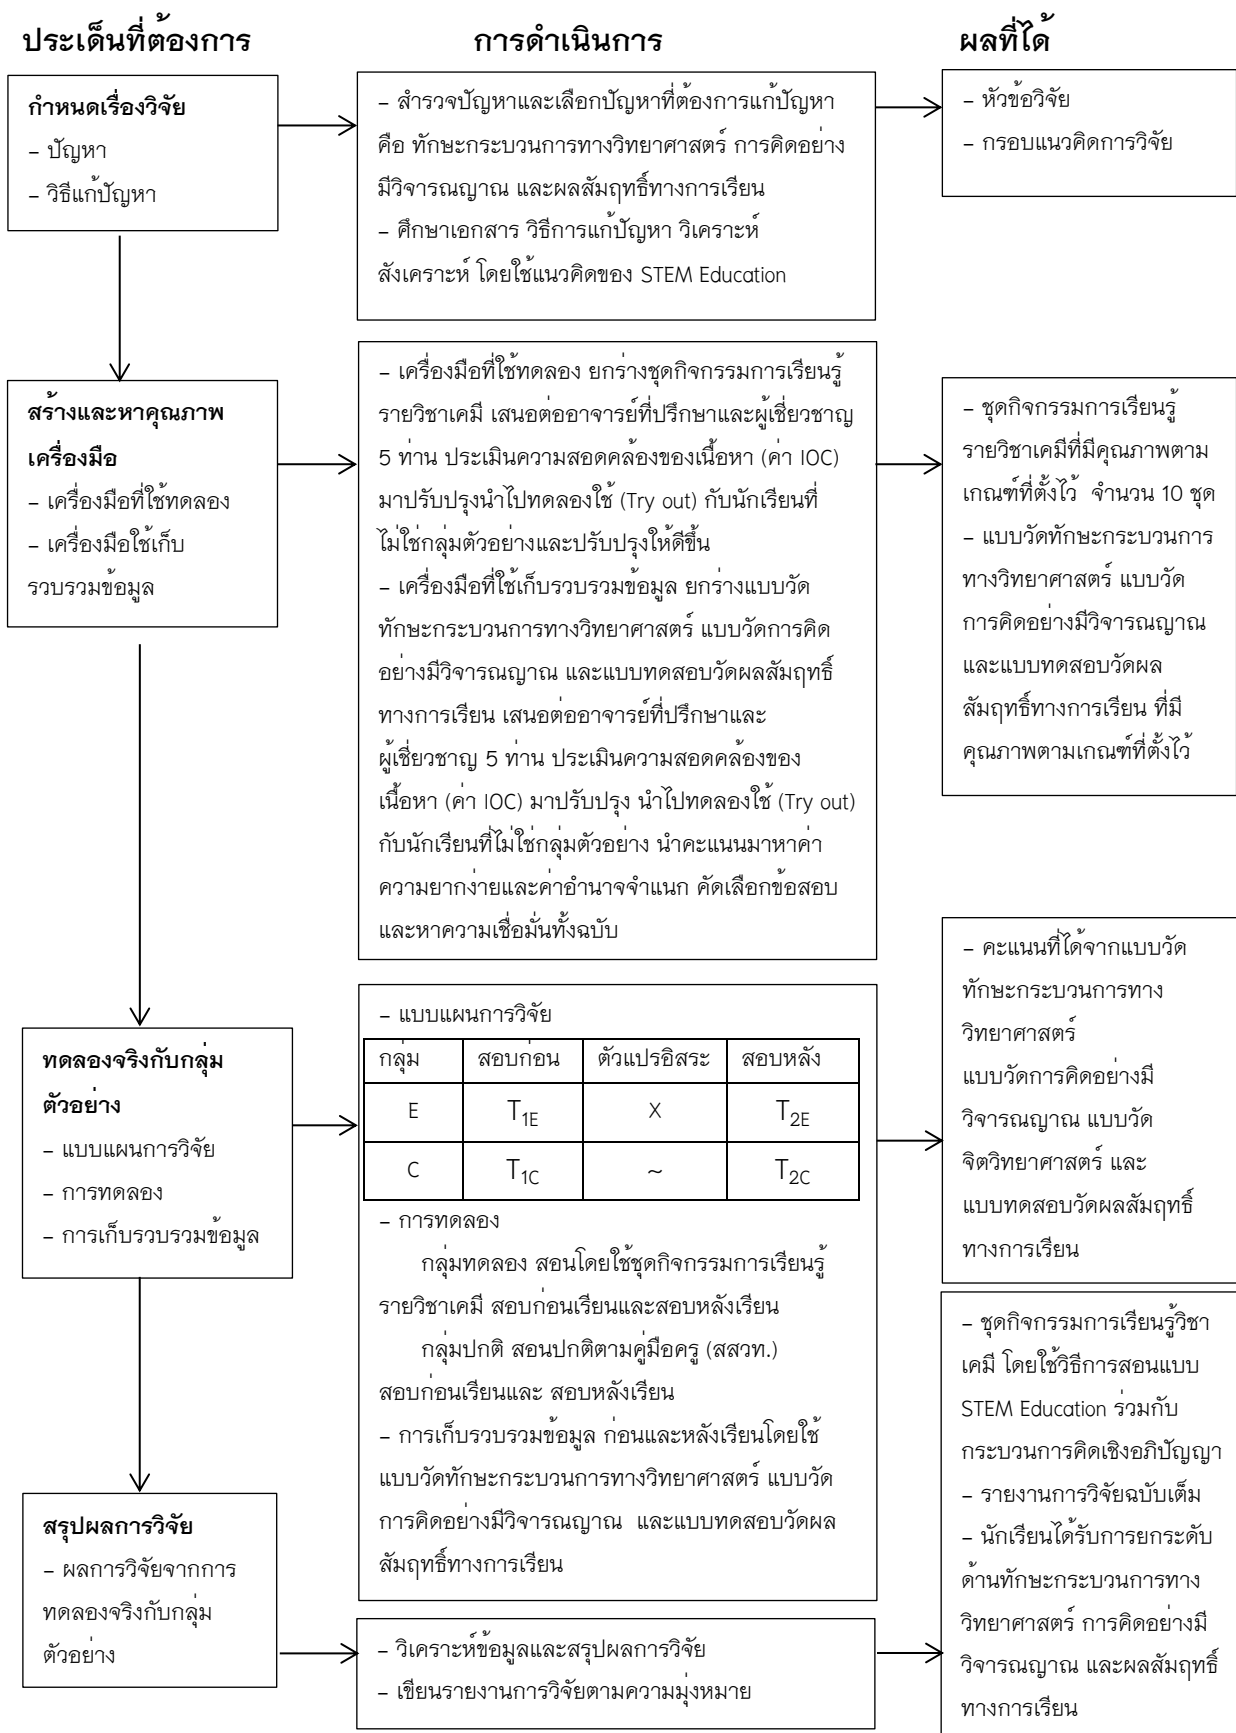 ประเด็นที่ต้องการ
การดำเนินการ
ผลที่ได้
กำหนดเรื่องวิจัย
– ปัญหา
– วิธีแก้ปัญหา
– สำรวจปัญหาและเลือกปัญหาที่ต้องการแก้ปัญหา
คือ ทักษะกระบวนการทางวิทยาศาสตร์ การคิดอย่าง
มีวิจารณญาณ และผลสัมฤทธิ์ทางการเรียน
– ศึกษาเอกสาร วิธีการแก้ปัญหา วิเคราะห์
สังเคราะห์ โดยใช้แนวคิดของ STEM Education
– หัวข้อวิจัย
– กรอบแนวคิดการวิจัย
สร้างและหาคุณภาพ
เครื่องมือ
– เครื่องมือที่ใช้ทดลอง
– เครื่องมือใช้เก็บ
รวบรวมข้อมูล
– เครื่องมือที่ใช้ทดลอง ยกร่างชุดกิจกรรมการเรียนรู้
รายวิชาเคมี เสนอต่ออาจารย์ที่ปรึกษาและผู้เชี่ยวชาญ
5 ท่าน ประเมินความสอดคล้องของเนื้อหา (ค่า IOC)
มาปรับปรุงนำไปทดลองใช้ (Try out) กับนักเรียนที่
ไม่ใช่กลุ่มตัวอย่างและปรับปรุงให้ดีขึ้น
– เครื่องมือที่ใช้เก็บรวบรวมข้อมูล ยกร่างแบบวัด
ทักษะกระบวนการทางวิทยาศาสตร์ แบบวัดการคิด
อย่างมีวิจารณญาณ และแบบทดสอบวัดผลสัมฤทธิ์
ทางการเรียน เสนอต่ออาจารย์ที่ปรึกษาและ
ผู้เชี่ยวชาญ 5 ท่าน ประเมินความสอดคล้องของ
เนื้อหา (ค่า IOC) มาปรับปรุง นำไปทดลองใช้ (Try out)
กับนักเรียนที่ไม่ใช่กลุ่มตัวอย่าง นำคะแนนมาหาค่า
ความยากง่ายและค่าอำนาจจำแนก คัดเลือกข้อสอบ
และหาความเชื่อมั่นทั้งฉบับ
– ชุดกิจกรรมการเรียนรู้
รายวิชาเคมีที่มีคุณภาพตาม
เกณฑ์ที่ตั้งไว้ จำนวน 10 ชุด
– แบบวัดทักษะกระบวนการ
ทางวิทยาศาสตร์ แบบวัด
การคิดอย่างมีวิจารณญาณ
และแบบทดสอบวัดผล
สัมฤทธิ์ทางการเรียน ที่มี
คุณภาพตามเกณฑ์ที่ตั้งไว้
ทดลองจริงกับกลุ่ม
ตัวอย่าง
– แบบแผนการวิจัย
– การทดลอง
– การเก็บรวบรวมข้อมูล
– แบบแผนการวิจัย
กลุ่ม สอบก่อน ตัวแปรอิสระ สอบหลัง
E T1E X T2E
C T1C ~ T2C
– การทดลอง
กลุ่มทดลอง สอนโดยใช้ชุดกิจกรรมการเรียนรู้
รายวิชาเคมี สอบก่อนเรียนและสอบหลังเรียน
กลุ่มปกติ สอนปกติตามคู่มือครู (สสวท.)
สอบก่อนเรียนและ สอบหลังเรียน
– การเก็บรวบรวมข้อมูล ก่อนและหลังเรียนโดยใช้
แบบวัดทักษะกระบวนการทางวิทยาศาสตร์ แบบวัด
การคิดอย่างมีวิจารณญาณ และแบบทดสอบวัดผล
สัมฤทธิ์ทางการเรียน
– คะแนนที่ได้จากแบบวัด
ทักษะกระบวนการทาง
วิทยาศาสตร์
แบบวัดการคิดอย่างมี
วิจารณญาณ แบบวัด
จิตวิทยาศาสตร์ และ
แบบทดสอบวัดผลสัมฤทธิ์
ทางการเรียน
สรุปผลการวิจัย
– ผลการวิจัยจากการ
ทดลองจริงกับกลุ่ม
ตัวอย่าง
– วิเคราะห์ข้อมูลและสรุปผลการวิจัย
– เขียนรายงานการวิจัยตามความมุ่งหมาย
– ชุดกิจกรรมการเรียนรู้วิชา
เคมี โดยใช้วิธีการสอนแบบ
STEM Education ร่วมกับ
กระบวนการคิดเชิงอภิปัญญา
– รายงานการวิจัยฉบับเต็ม
– นักเรียนได้รับการยกระดับ
ด้านทักษะกระบวนการทาง
วิทยาศาสตร์ การคิดอย่างมี
วิจารณญาณ และผลสัมฤทธิ์
ทางการเรียน